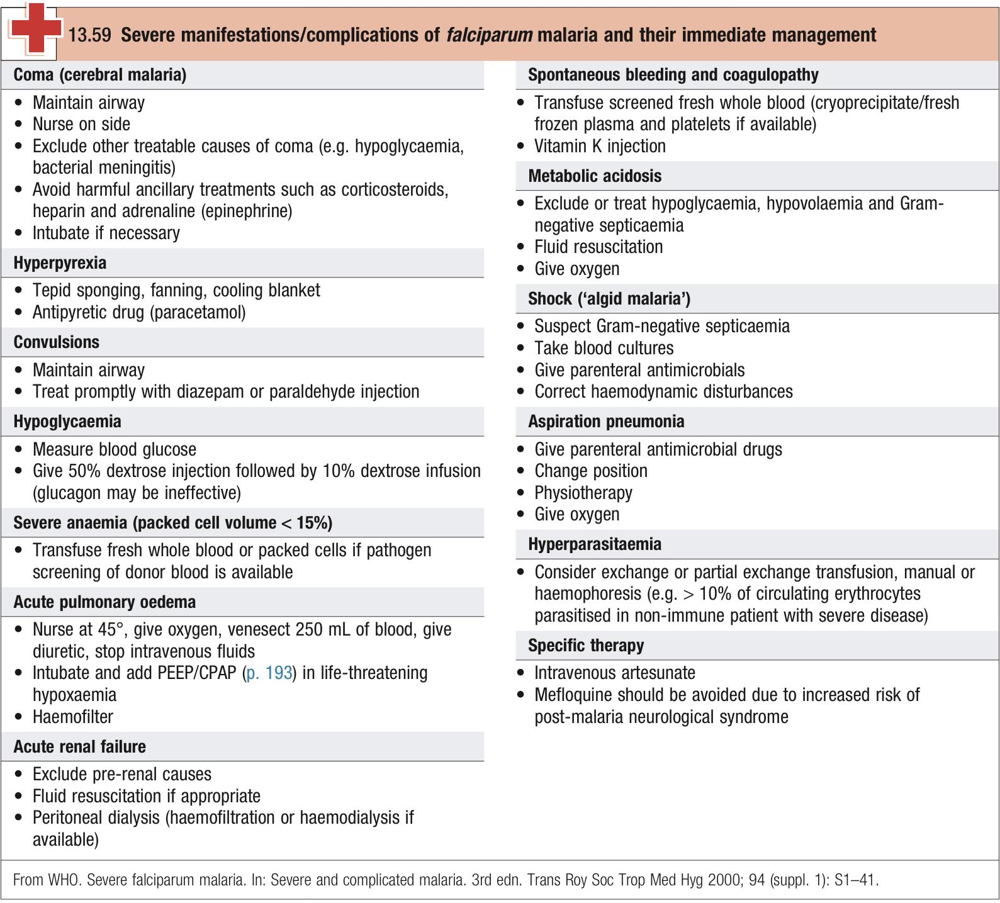 13.59 Severe manifestations/complications of falciparum malaria and their immediate management
Coma (cerebral malaria)
• Maintain airway
• Nurse on side
• Exclude other treatable causes of coma (e.g. hypoglycaemia,
bacterial meningitis)
• Avoid harmful ancillary treatments such as corticosteroids,
heparin and adrenaline (epinephrine)
• Intubate if necessary
Hyperpyrexia
• Tepid sponging, fanning, cooling blanket
• Antipyretic drug (paracetamol)
Convulsions
• Maintain airway
• Treat promptly with diazepam or paraldehyde injection
Hypoglycaemia
• Measure blood glucose
• Give 50% dextrose injection followed by 10% dextrose infusion
(glucagon may be ineffective)
Severe anaemia (packed cell volume < 15%)
• Transfuse fresh whole blood or packed cells if pathogen
screening of donor blood is available
Acute pulmonary oedema
• Nurse at 45°, give oxygen, venesect 250 mL of blood, give
diuretic, stop intravenous fluids
• Intubate and add PEEP/CPAP (p. 193) in life-threatening
hypoxaemia
• Haemofilter
Acute renal failure
• Exclude pre-renal causes
• Fluid resuscitation if appropriate
• Peritoneal dialysis (haemofiltration or haemodialysis if
available)
Spontaneous bleeding and coagulopathy
• Transfuse screened fresh whole blood (cryoprecipitate/fresh
frozen plasma and platelets if available)
• Vitamin K injection
Metabolic acidosis
• Exclude or treat hypoglycaemia, hypovolaemia and Gram-
negative septicaemia
• Fluid resuscitation
• Give oxygen
Shock (‘algid malaria’)
• Suspect Gram-negative septicaemia
• Take blood cultures
• Give parenteral antimicrobials
• Correct haemodynamic disturbances
Aspiration pneumonia
• Give parenteral antimicrobial drugs
• Change position
• Physiotherapy
• Give oxygen
Hyperparasitaemia
• Consider exchange or partial exchange transfusion, manual or
haemophoresis (e.g. > 10% of circulating erythrocytes
parasitised in non-immune patient with severe disease)
Specific therapy
• Intravenous artesunate
• Mefloquine should be avoided due to increased risk of
post-malaria neurological syndrome
From WHO. Severe falciparum malaria. In: Severe and complicated malaria. 3rd edn. Trans Roy Soc Trop Med Hyg 2000; 94 (suppl. 1): S1–41.